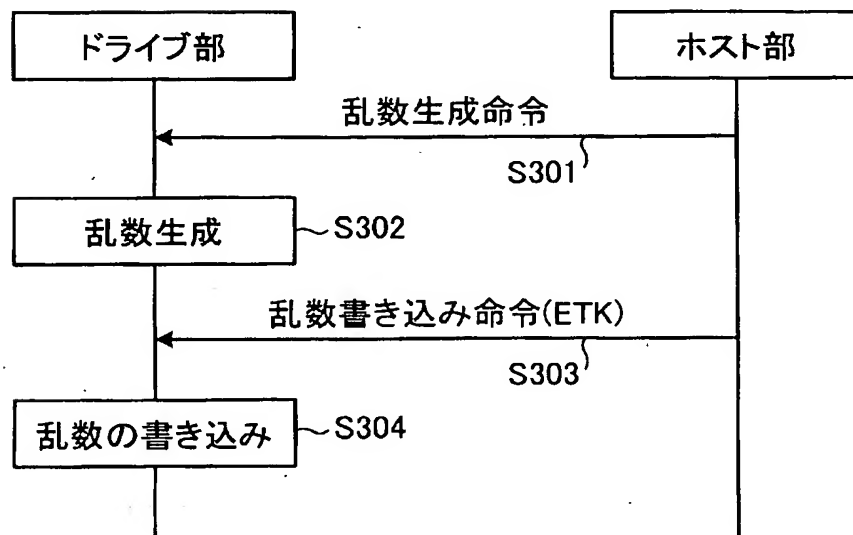 ドライブ部
ホスト部
乱数生成命令
S301
乱数生成
S302
乱数書き込み命令(ETK)
S303
乱数の書き込み
S304